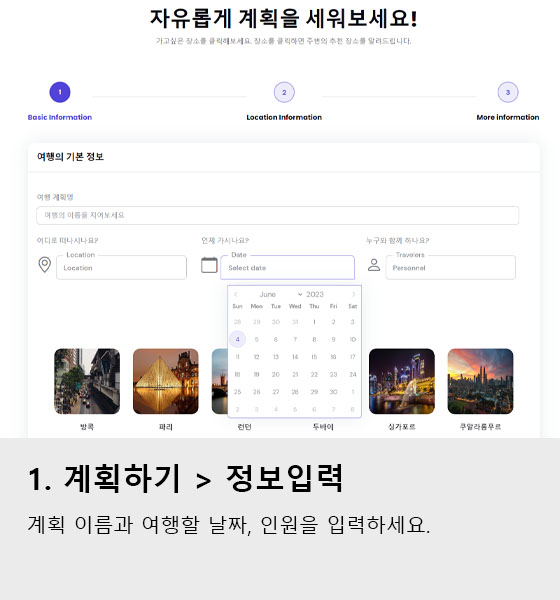 자유롭게 계획을 세워보세요!
가고싶은 장소를 클릭해보세요. 장소를 클릭하면 주변의 추천 장소를 알려드립니다.
1 2 3
Basic Information Location Information More information
여행의 기본 정보
여행 계획명
여행의 이름을 지어보세요
어디로 떠나시나요? 언제 가시나요? 누구와 함께 하나요?
Location Date Travelers
Location Select date Personnel
June 2023
Sun Mon Tue Wed Thu Fri Sat
28 29 30 31 1 2 3
4 5 6 7 8 9 10
11 12 13 14 15 16 17
18 19 20 21 22 23 24
25 26 27 28 29 30 1
2 3 4 5 6 7 8
방콕 파리 런던 두바이 싱가포르 쿠알라룸푸르
1. 계획하기 > 정보입력
계획 이름과 여행할 날짜, 인원을 입력하세요.